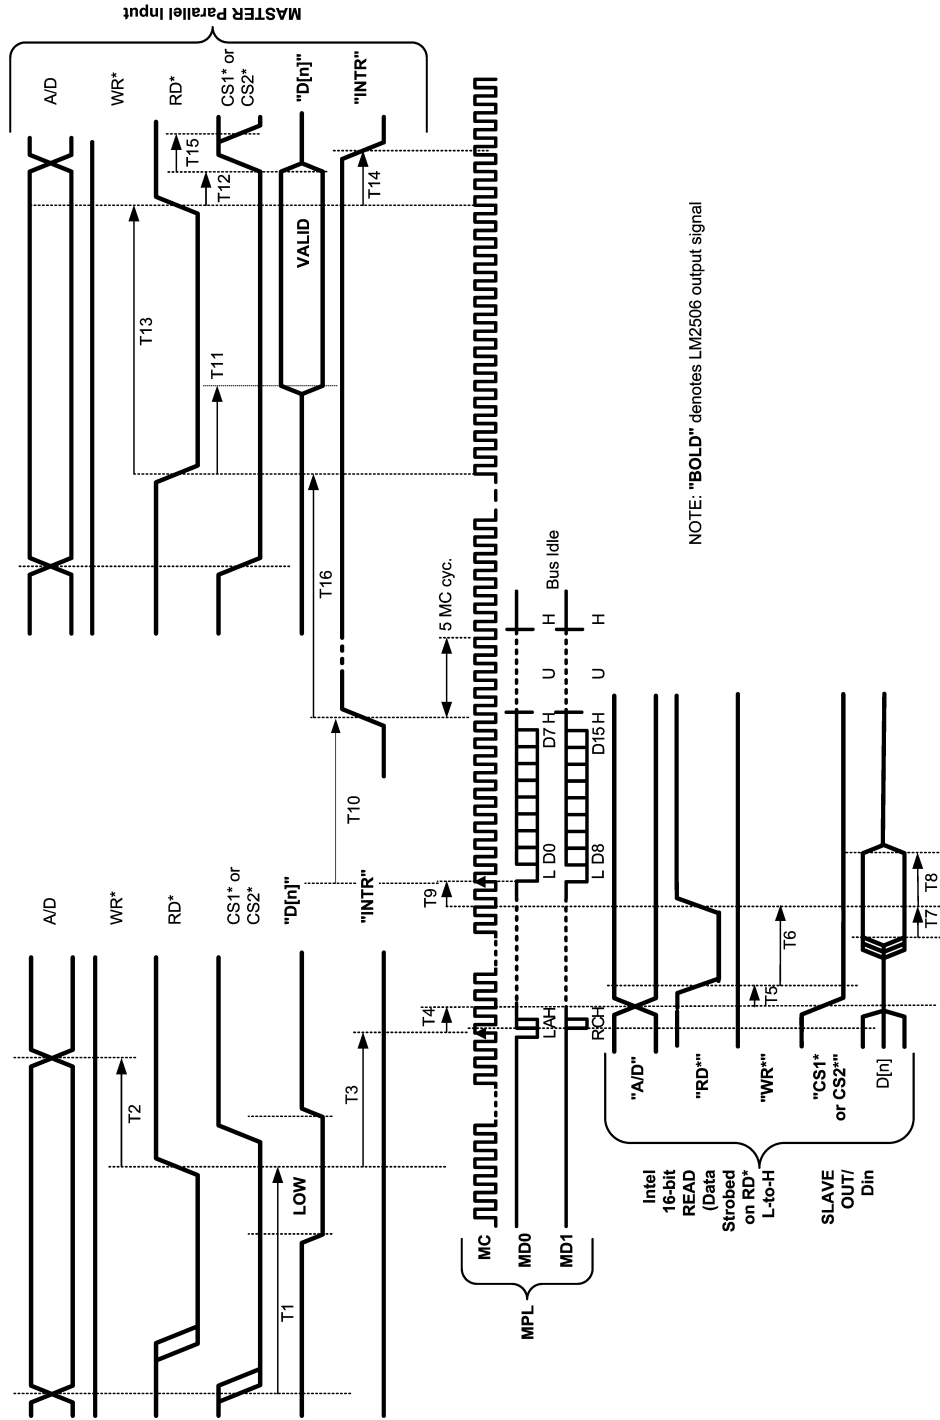 MASTER Parallel Input
A/D
WR*
RD*
CS1* or
CS2*
"D[n]"
"INTR"
T15
T12
T14
VALID
T13
T11
T16
5 MC cyc.
T10
A/D
WR*
RD*
CS1* or
CS2*
"D[n]"
"INTR"
T2
T3
T1
LOW
T4
T9
MPL
MC
MD0
MD1
L A H
L D0
D7 H
U
H
Bus Idle
R C H
L D8
D15 H
U
H
Intel
16-bit
READ
(Data
Strobed
on RD*
L-to-H
SLAVE
OUT/
Din
"A/D"
"RD*"
"WR*"
"CS1*
or CS2*"
D[n]
T5
T6
T7
T8
NOTE: "BOLD" denotes LM2506 output signal